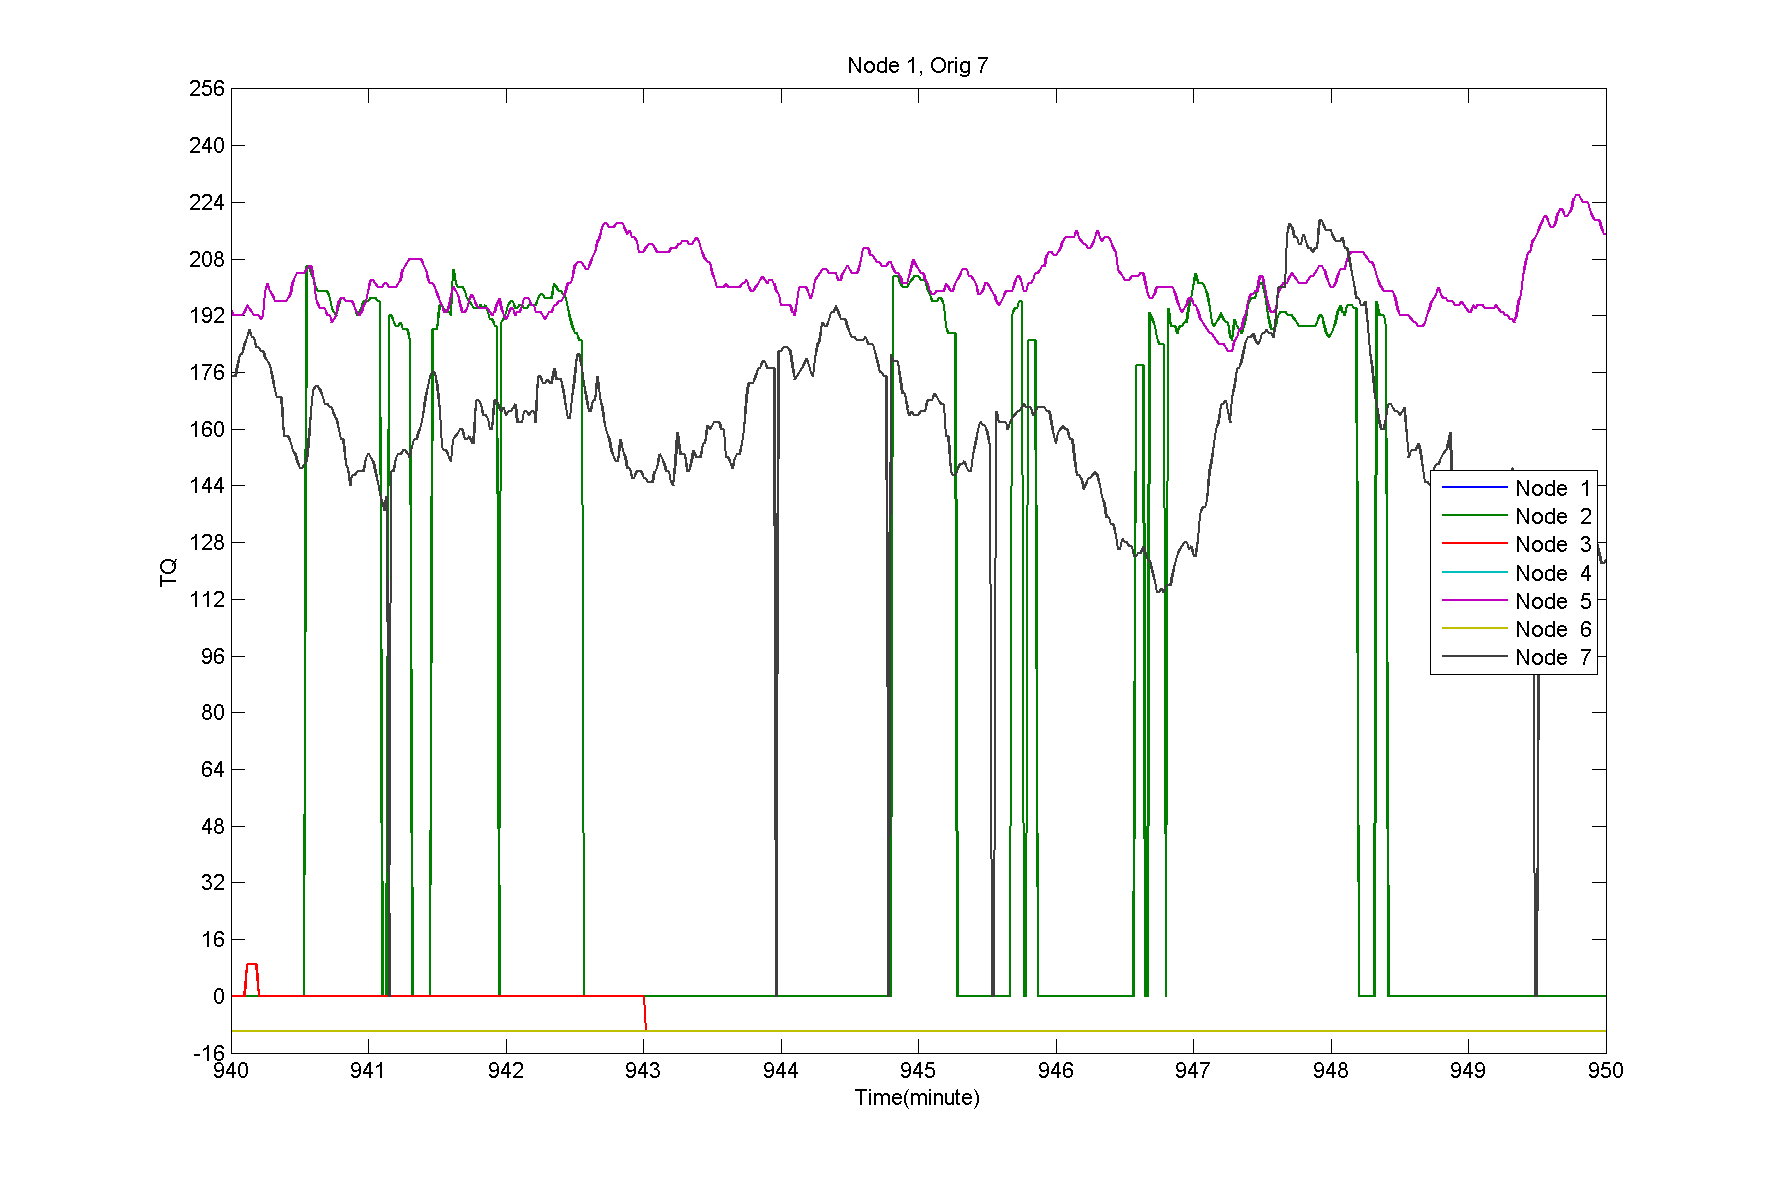 Node 1, Orig 7
256
240
224
208
192
176
160
144
128
112
96
80
64
48
32
16
0
-16
TQ
Node 1
Node 2
Node 3
Node 4
Node 5
Node 6
Node 7
940 941 942 943 944 945 946 947 948 949 950
Time(minute)